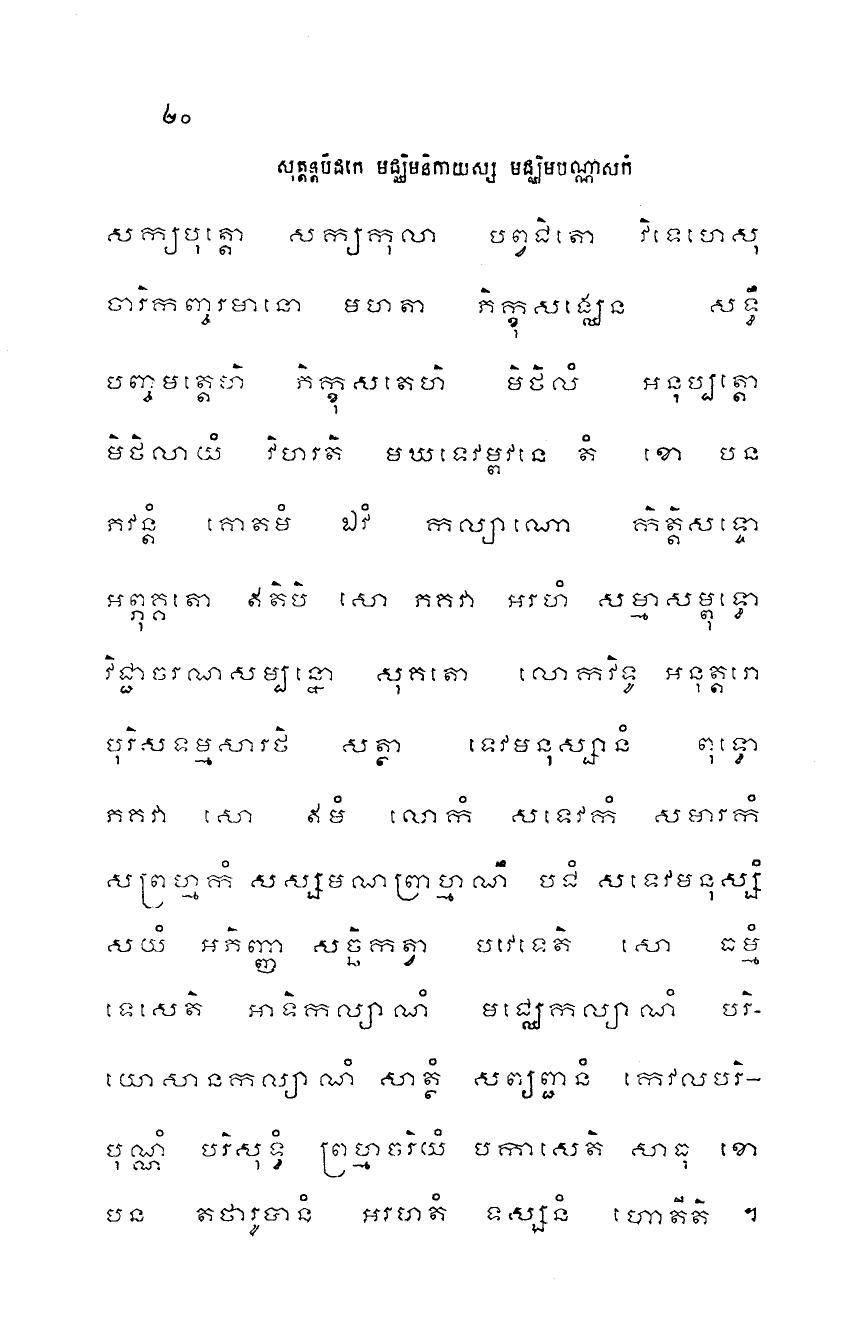 ៤០
សុត្តន្តបិដកេ មជ្ឈិមនិកាយស្ស មជ្ឈិមបណ្ណាសកំ
សក្យបុត្តោ សក្យកុលា បព្វជិតោ វិទេហេសុ
ចារិកញ្ចរមានោ មហតា ភិក្ខុសង្ឃេន សទ្ធឹ
បញ្ចមត្តេហិ ភិក្ខុសតេហិ មិថិលំ អនុប្បត្តោ
មិថិលាយំ វិហរតិ មឃទេវម្ពវនេ តំ ខោ បន
ភវន្តំ គោតមំ ឯវំ កល្យាណោ កិត្តិសទ្ទោ
អព្ភុគ្គតោ ឥតិបិ សោ ភគវា អរហំ សម្មាសម្ពុទ្ធោ
វិជ្ជាចរណសម្បន្នោ សុគតោ លោកវិទូ អនុត្តរោ
បុរិសទម្មសារថិ សត្ថា ទេវមនុស្សានំ ពុទ្ធោ
ភគវា សោ ឥមំ លោកំ សទេវកំ សមារកំ
សព្រហ្មកំ សស្សមណព្រាហ្មណឹ បជំ សទេវមនុស្សំ
សយំ អភិញ្ញា សច្ឆិកត្វា បវេទេតិ សោ ធម្មំ
ទេសេតិ អាទិកល្យាណំ មជ្ឈេកល្យាណំ បរិ-
យោសានកល្យាណំ សាត្ថំ សព្យញ្ជនំ កេវលបរិ-
បុណ្ណំ បរិសុទ្ធំ ព្រហ្មចរិយំ បកាសេតិ សាធុ ខោ
បន តថារូបានំ អរហតំ ទស្សនំ ហោតីតិ ។